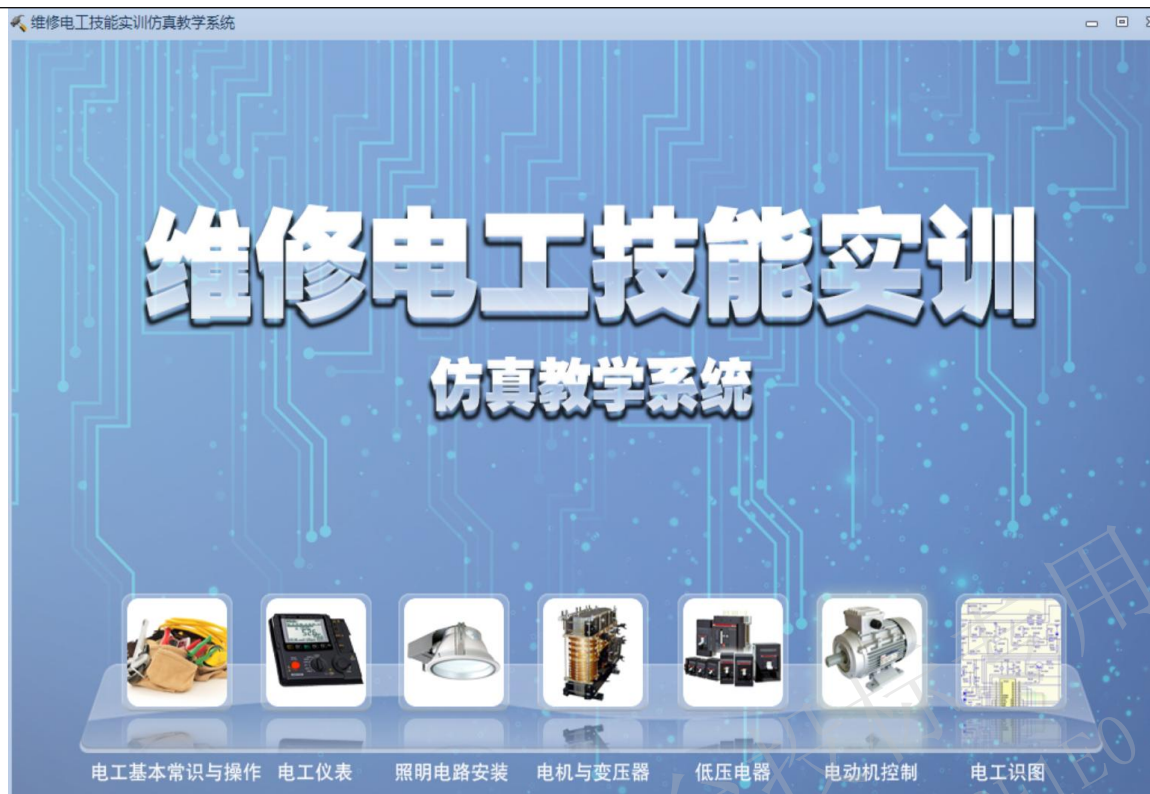 维修电工技能实训仿真教学系统
维修电工技能实训
仿真教学系统
电工基本常识与操作 电工仪表 照明电路安装 电机与变压器 低压电器 电动机控制 电工识图